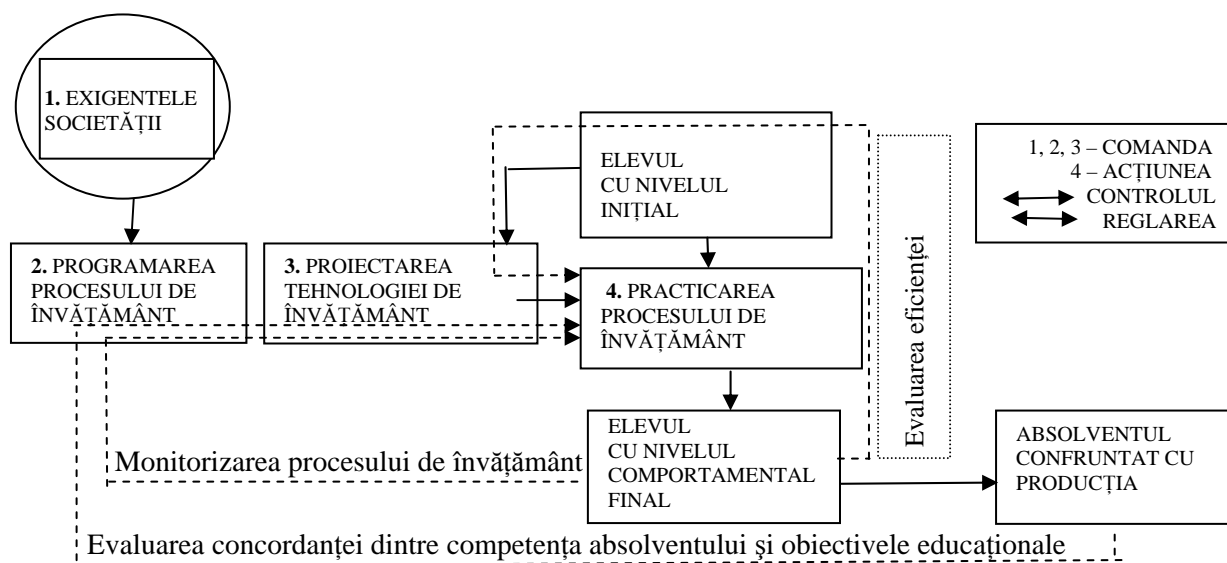 1. EXIGENTELE
SOCIETĂȚII
ELEVUL
CU NIVELUL
INIȚIAL
1, 2, 3 – COMANDA
4 – ACȚIUNEA
CONTROLUL
REGLAREA
2. PROGRAMAREA
PROCESULUI DE
ÎNVĂȚĂMÂNT
3. PROIECTAREA
TEHNOLOGIEI DE
ÎNVĂȚĂMÂNT
4. PRACTICAREA
PROCESULUI DE
ÎNVĂȚĂMÂNT
Evaluarea eficienței
Monitorizarea procesului de învățământ
ELEVUL
CU NIVELUL
COMPORTAMENTAL
FINAL
ABSOLVENTUL
CONFRUNTAT CU
PRODUCȚIA
Evaluarea concordanței dintre competența absolventului și obiectivele educaționale